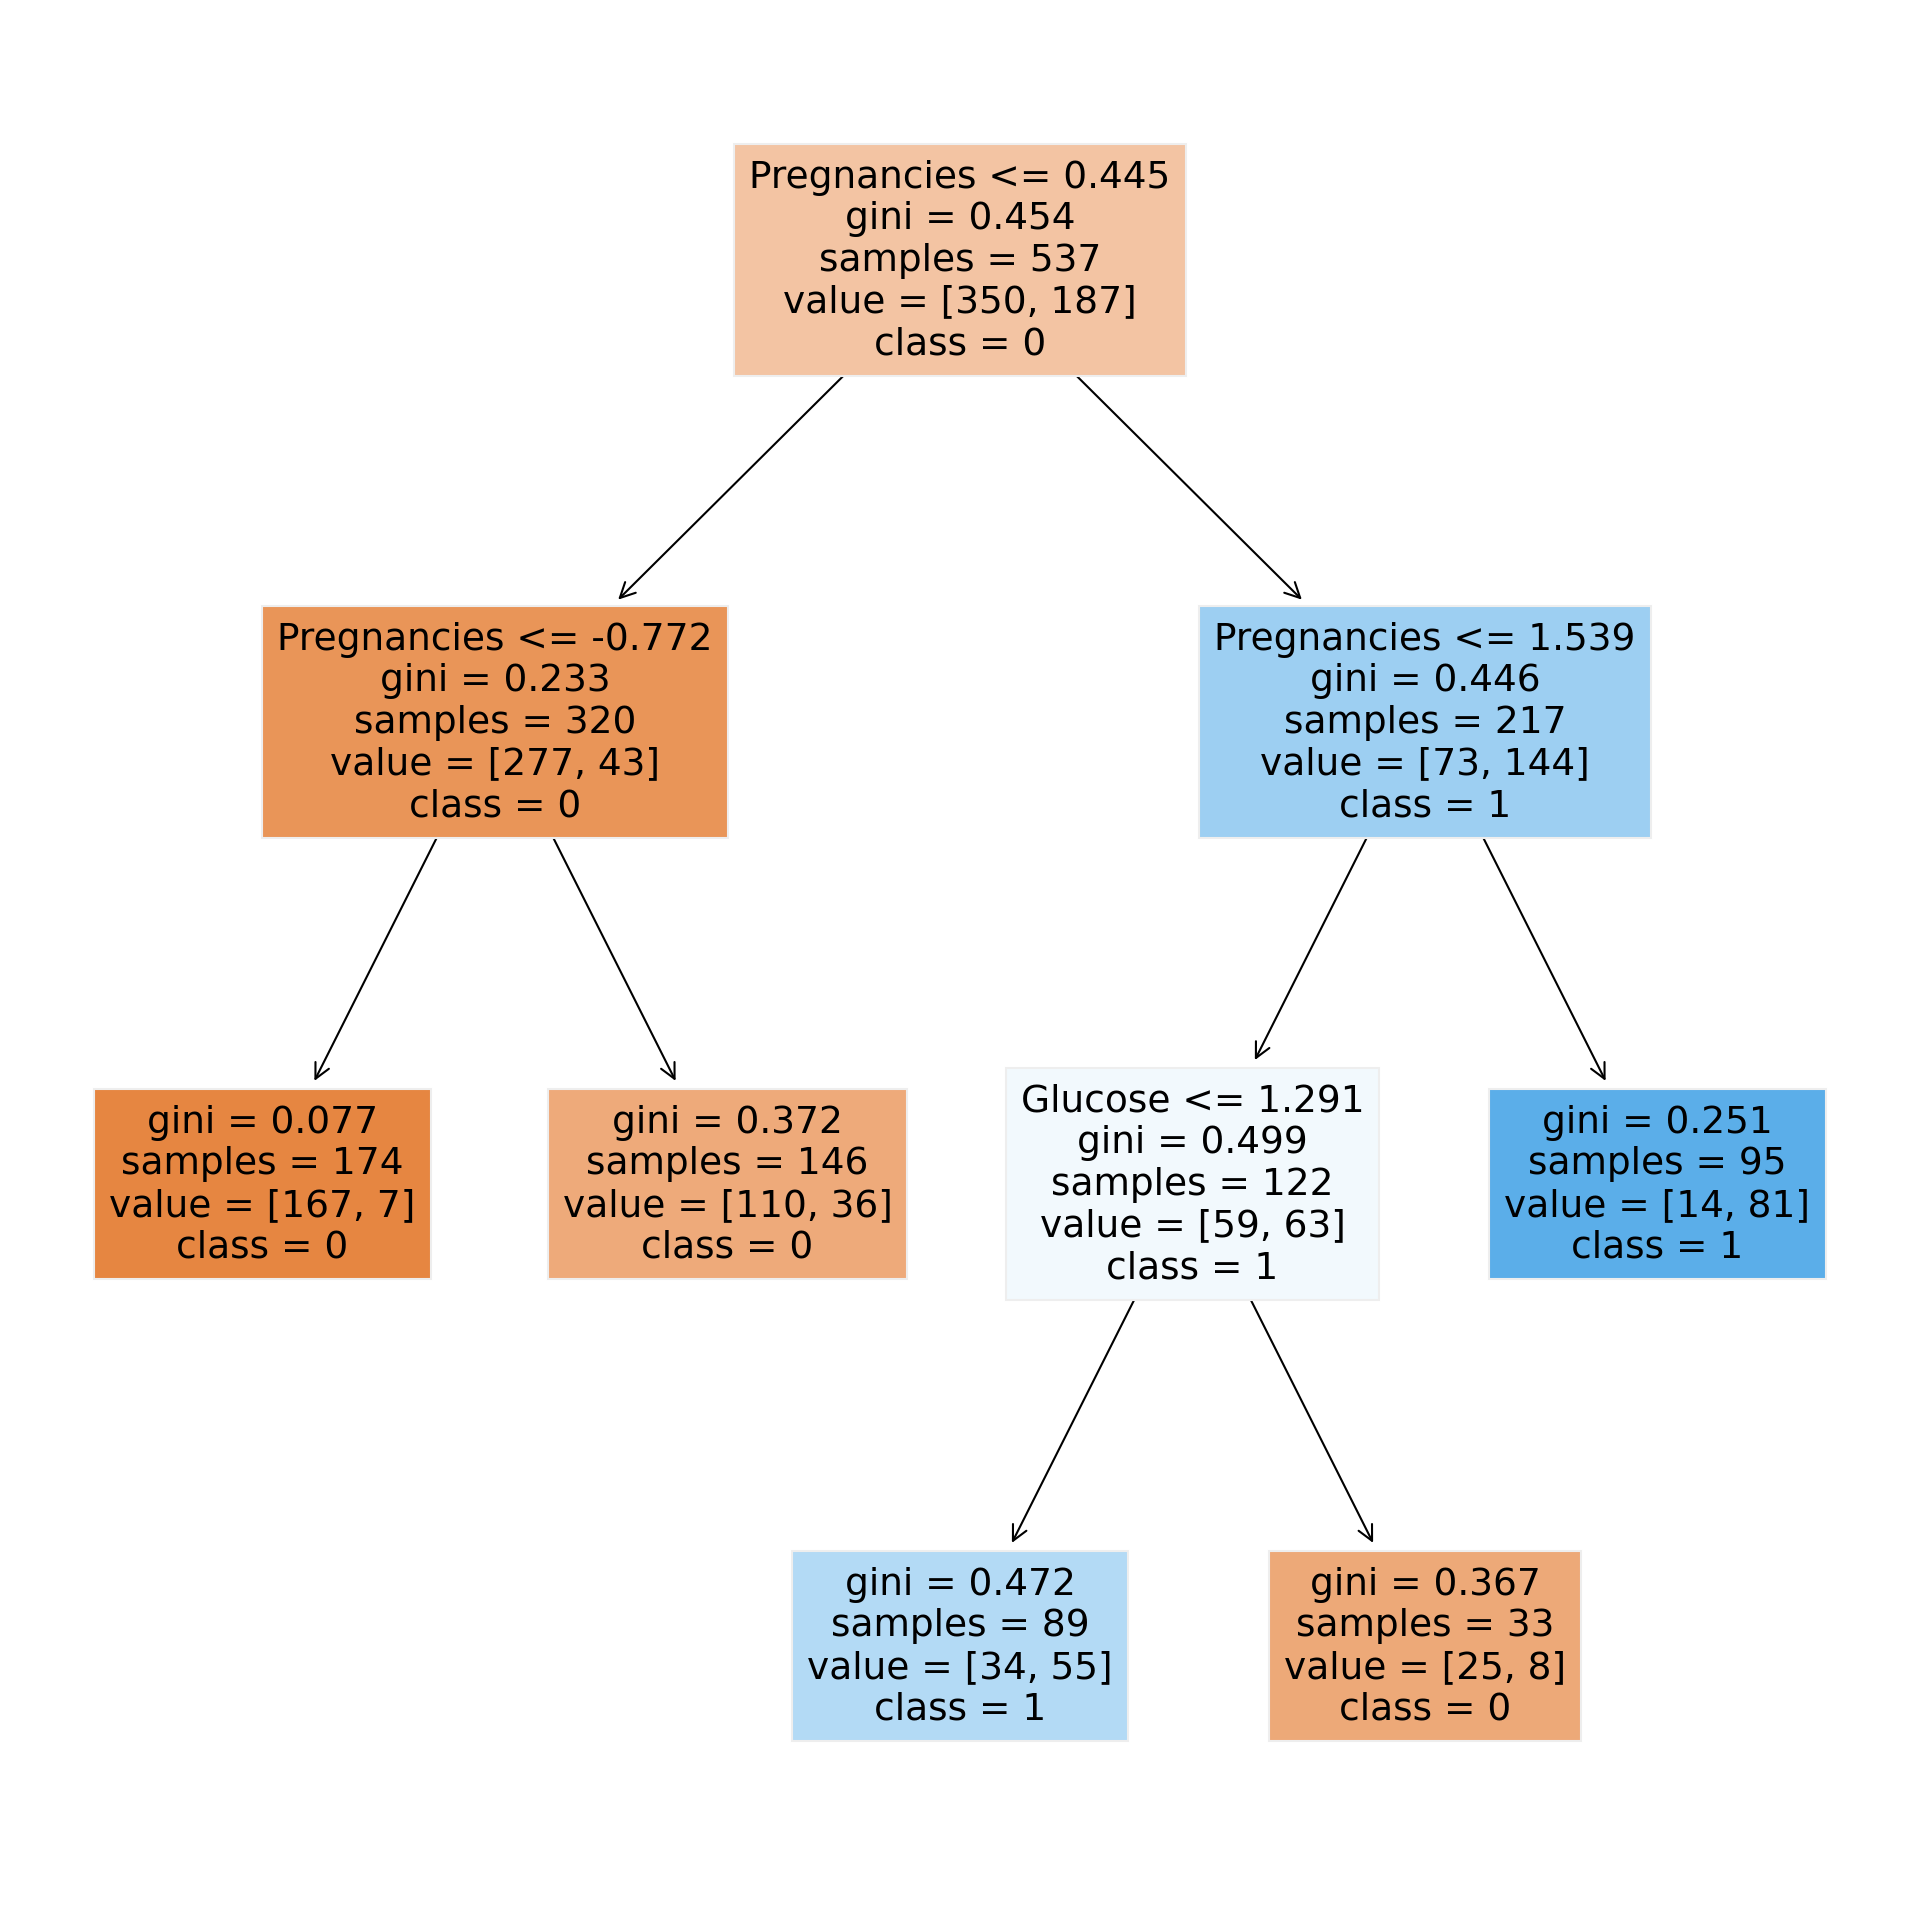 Pregnancies <= 0.445
gini = 0.454
samples = 537
value = [350, 187]
class = 0
Pregnancies <= -0.772
gini = 0.233
samples = 320
value = [277, 43]
class = 0
Pregnancies <= 1.539
gini = 0.446
samples = 217
value = [73, 144]
class = 1
gini = 0.077
samples = 174
value = [167, 7]
class = 0
gini = 0.372
samples = 146
value = [110, 36]
class = 0
Glucose <= 1.291
gini = 0.499
samples = 122
value = [59, 63]
class = 1
gini = 0.251
samples = 95
value = [14, 81]
class = 1
gini = 0.472
samples = 89
value = [34, 55]
class = 1
gini = 0.367
samples = 33
value = [25, 8]
class = 0